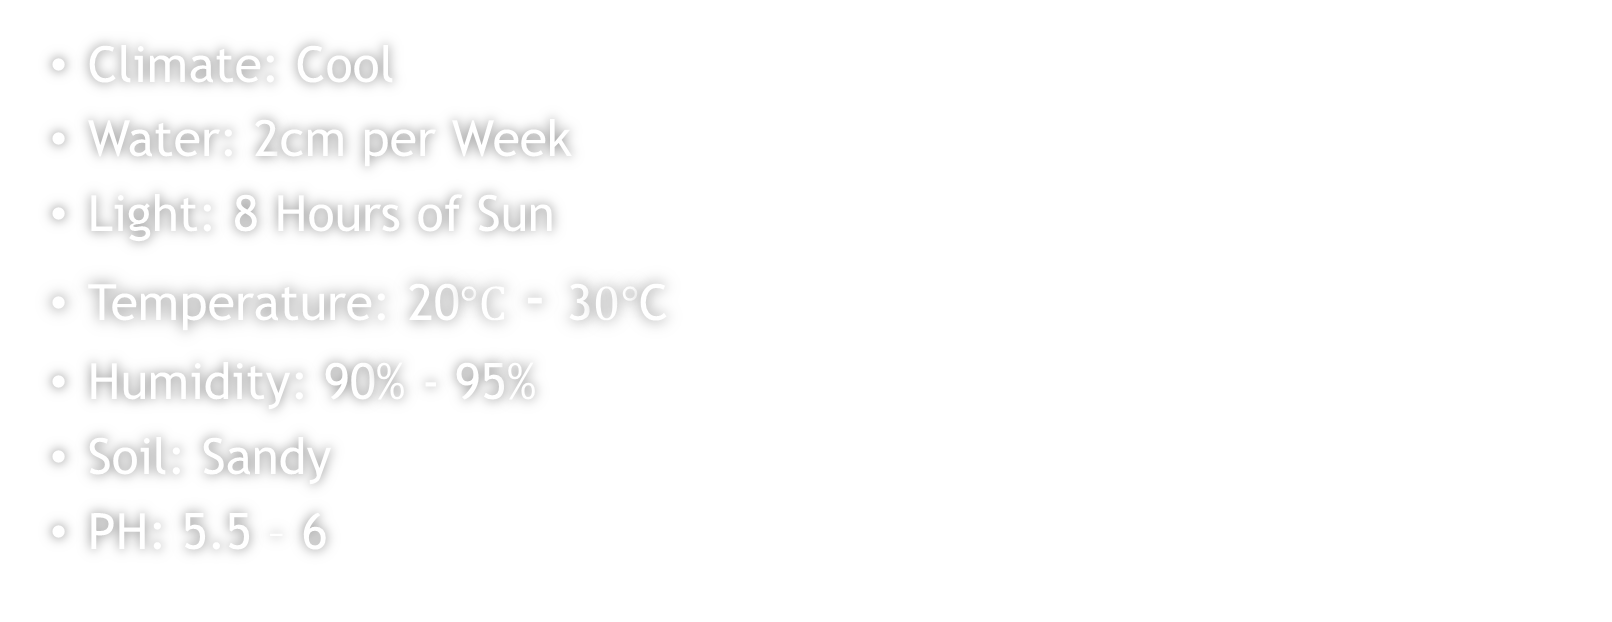 • Climate: Cool
• Water: 2cm per Week
• Light: 8 Hours of Sun
• Temperature: 20°C - 30°C
• Humidity: 90% - 95%
• Soil: Sandy
• PH: 5.5 – 6